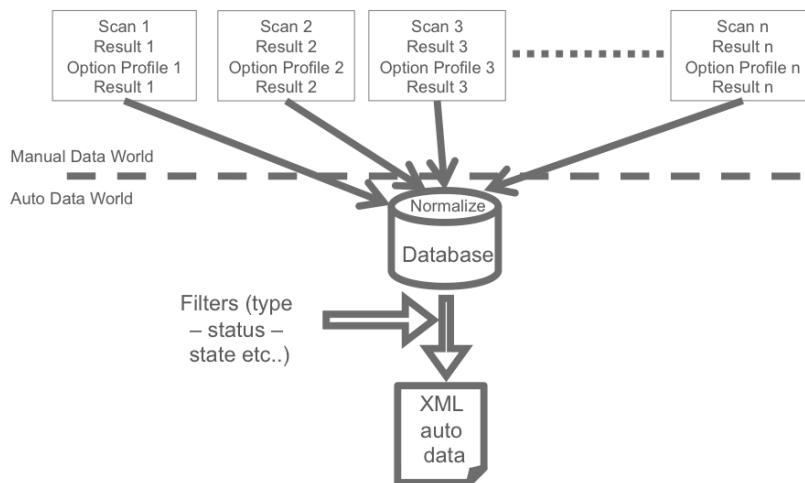 Scan 1
Result 1
Option Profile 1
Result 1
Scan 2
Result 2
Option Profile 2
Result 2
Scan 3
Result 3
Option Profile 3
Result 3
Scan n
Result n
Option Profile n
Result n
Manual Data World
Auto Data World
Normalize
Database
Filters (type
– status –
state etc..)
XML
auto
data